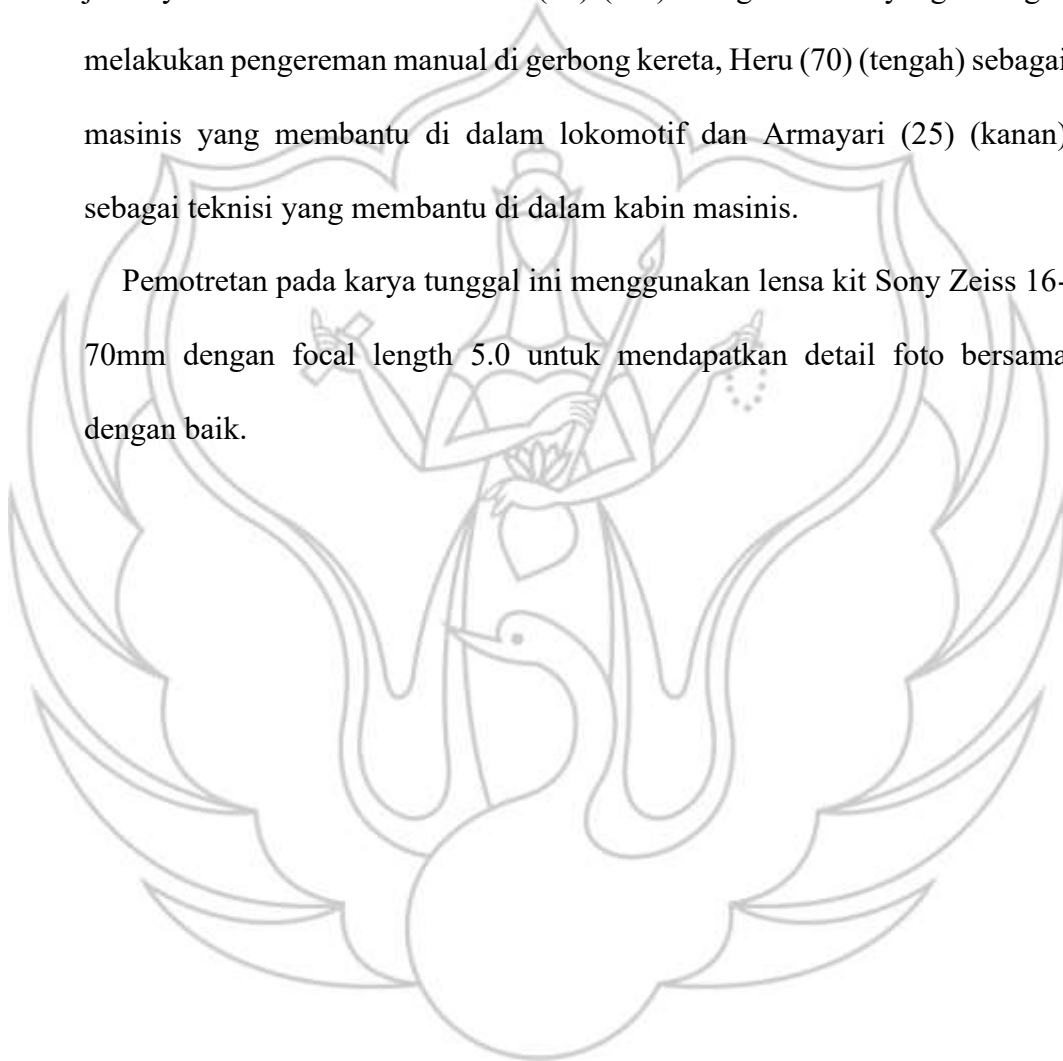 melakukan pengereman manual di gerbong kereta, Heru (70) (tengah) sebagai
masinis yang membantu di dalam lokomotif dan Armayari (25) (kanan)
sebagai teknisi yang membantu di dalam kabin masinis.
Pemotretan pada karya tunggal ini menggunakan lensa kit Sony Zeiss 16-
70mm dengan focal length 5.0 untuk mendapatkan detail foto bersama
dengan baik.